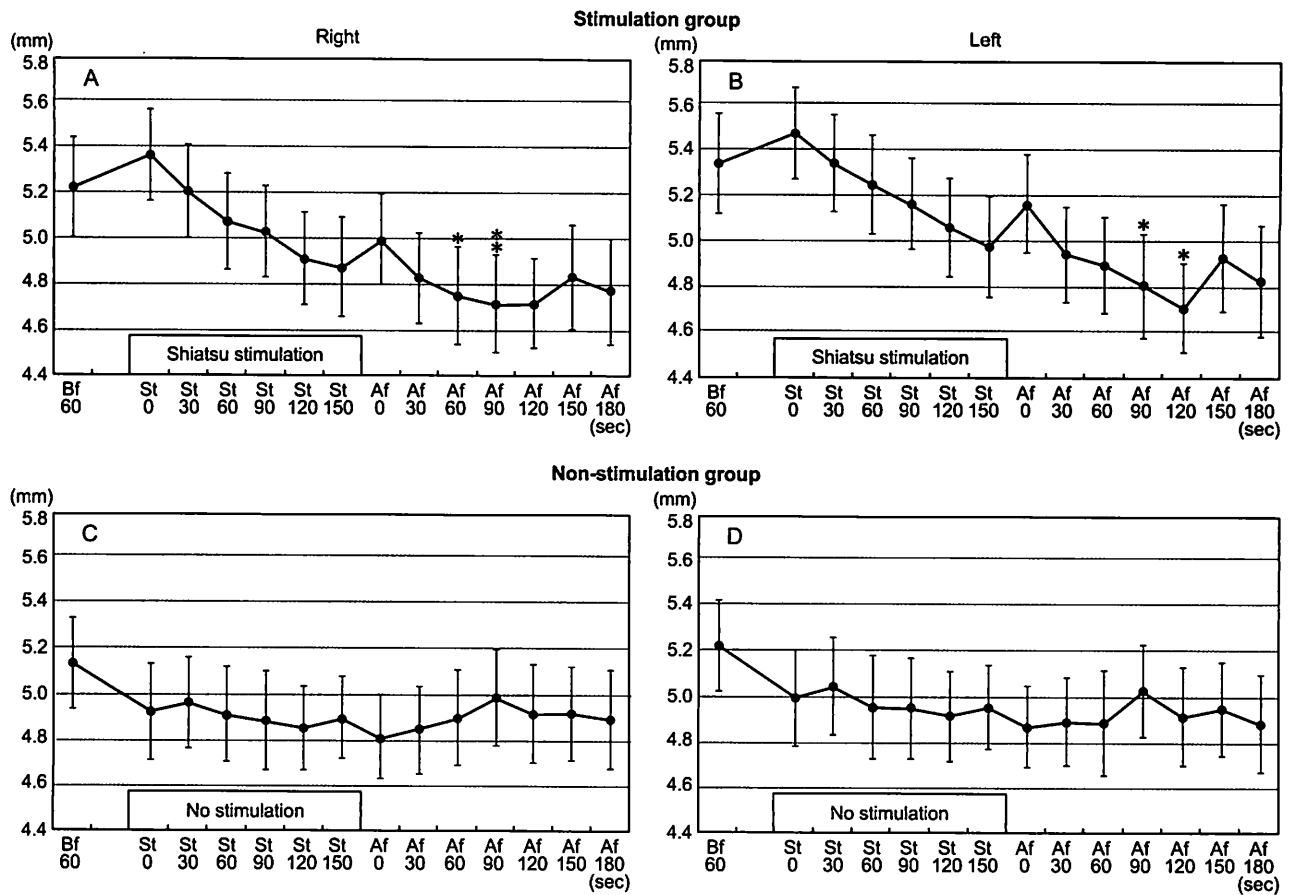 Stimulation group
Right
Left
(mm)
(mm)
A
B
5.8
5.6
5.4
5.2
5.0
4.8
4.6
4.4
5.8
5.6
5.4
5.2
5.0
4.8
4.6
4.4
*
*
*
*
*
Shiatsu stimulation
Shiatsu stimulation
Bf St St St St St St Af Af Af Af Af Af Af
60 0 30 60 90 120 150 0 30 60 90 120 150 180
(sec)
Bf St St St St St St Af Af Af Af Af Af Af
60 0 30 60 90 120 150 0 30 60 90 120 150 180
(sec)
Non-stimulation group
(mm)
(mm)
C
D
5.8
5.6
5.4
5.2
5.0
4.8
4.6
4.4
5.8
5.6
5.4
5.2
5.0
4.8
4.6
4.4
No stimulation
No stimulation
Bf St St St St St St Af Af Af Af Af Af Af
60 0 30 60 90 120 150 0 30 60 90 120 150 180
(sec)
Bf St St St St St St Af Af Af Af Af Af Af
60 0 30 60 90 120 150 0 30 60 90 120 150 180
(sec)